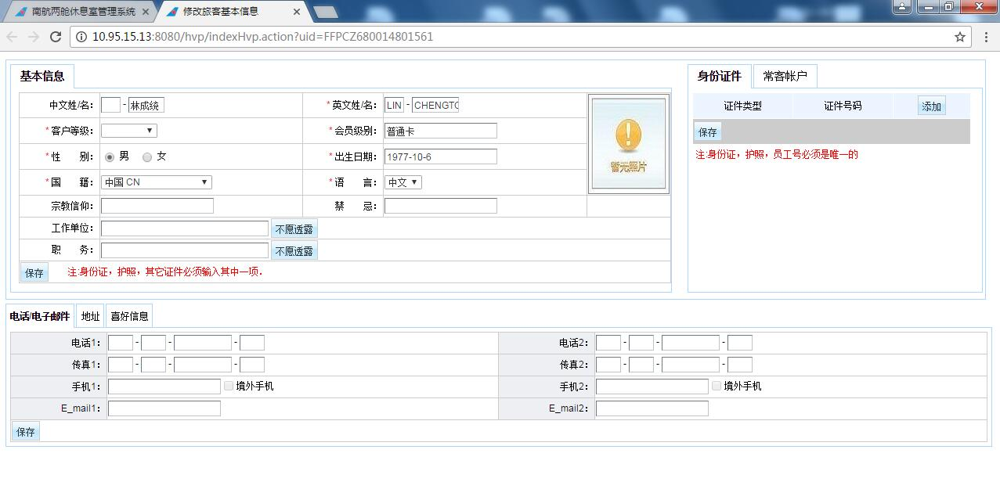 南航两舱休息室管理系统
修改旅客基本信息
10.95.15.13:8080/hvp/indexHvp.action?uid=FFPCZ680014801561
基本信息
中文姓/名: - 林成统 *英文姓/名: LIN - CHENGTO
*客户等级: *会员级别: 普通卡
*性 别: 男 女 *出生日期: 1977-10-6
*国 籍: 中国 CN *语 言: 中文
宗教信仰: 禁 忌:
工作单位: 不愿透露
职 务: 不愿透露
保存 注:身份证，护照，其它证件必须输入其中一项.
暂无照片
身份证件 常客帐户
证件类型 证件号码 添加
保存
注:身份证，护照，员工号必须是唯一的
电话/电子邮件 地址 喜好信息
电话1: - - - 电话2: - - -
传真1: - - - 传真2: - - -
手机1: 境外手机 手机2: 境外手机
E_mail1: E_mail2:
保存